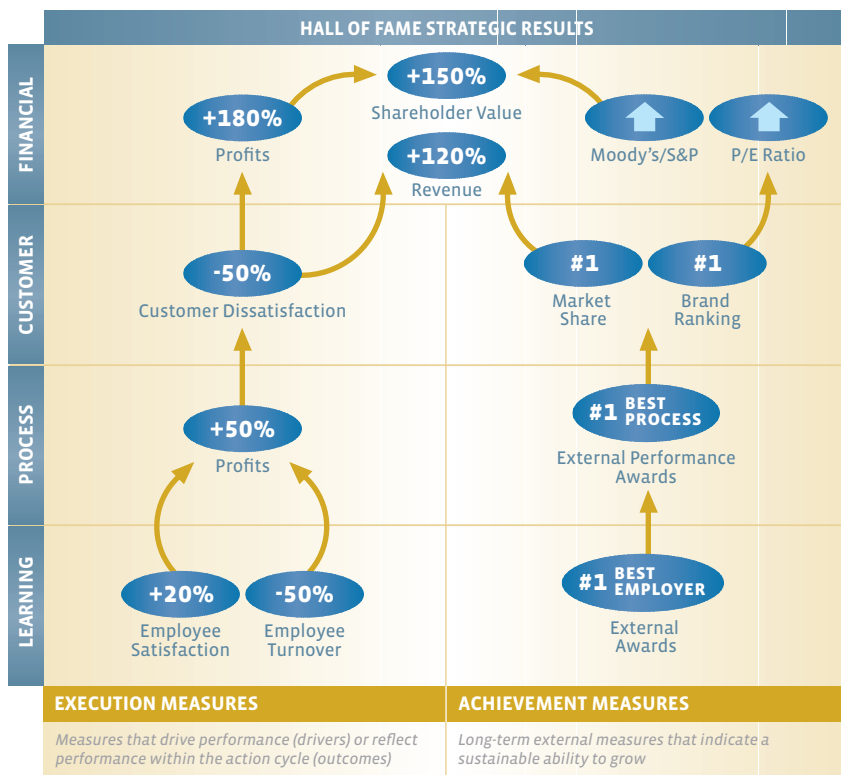 HALL OF FAME STRATEGIC RESULTS
FINANCIAL
+150%
Shareholder Value
+180%
Profits
+120%
Revenue
Moody's/S&P
P/E Ratio
CUSTOMER
-50%
Customer Dissatisfaction
#1
Market
Share
#1
Brand
Ranking
PROCESS
+50%
Profits
#1 BEST
PROCESS
External Performance
Awards
LEARNING
+20%
Employee
Satisfaction
-50%
Employee
Turnover
#1 BEST
EMPLOYER
External
Awards
EXECUTION MEASURES
Measures that drive performance (drivers) or reflect
performance within the action cycle (outcomes)
ACHIEVEMENT MEASURES
Long-term external measures that indicate a
sustainable ability to grow